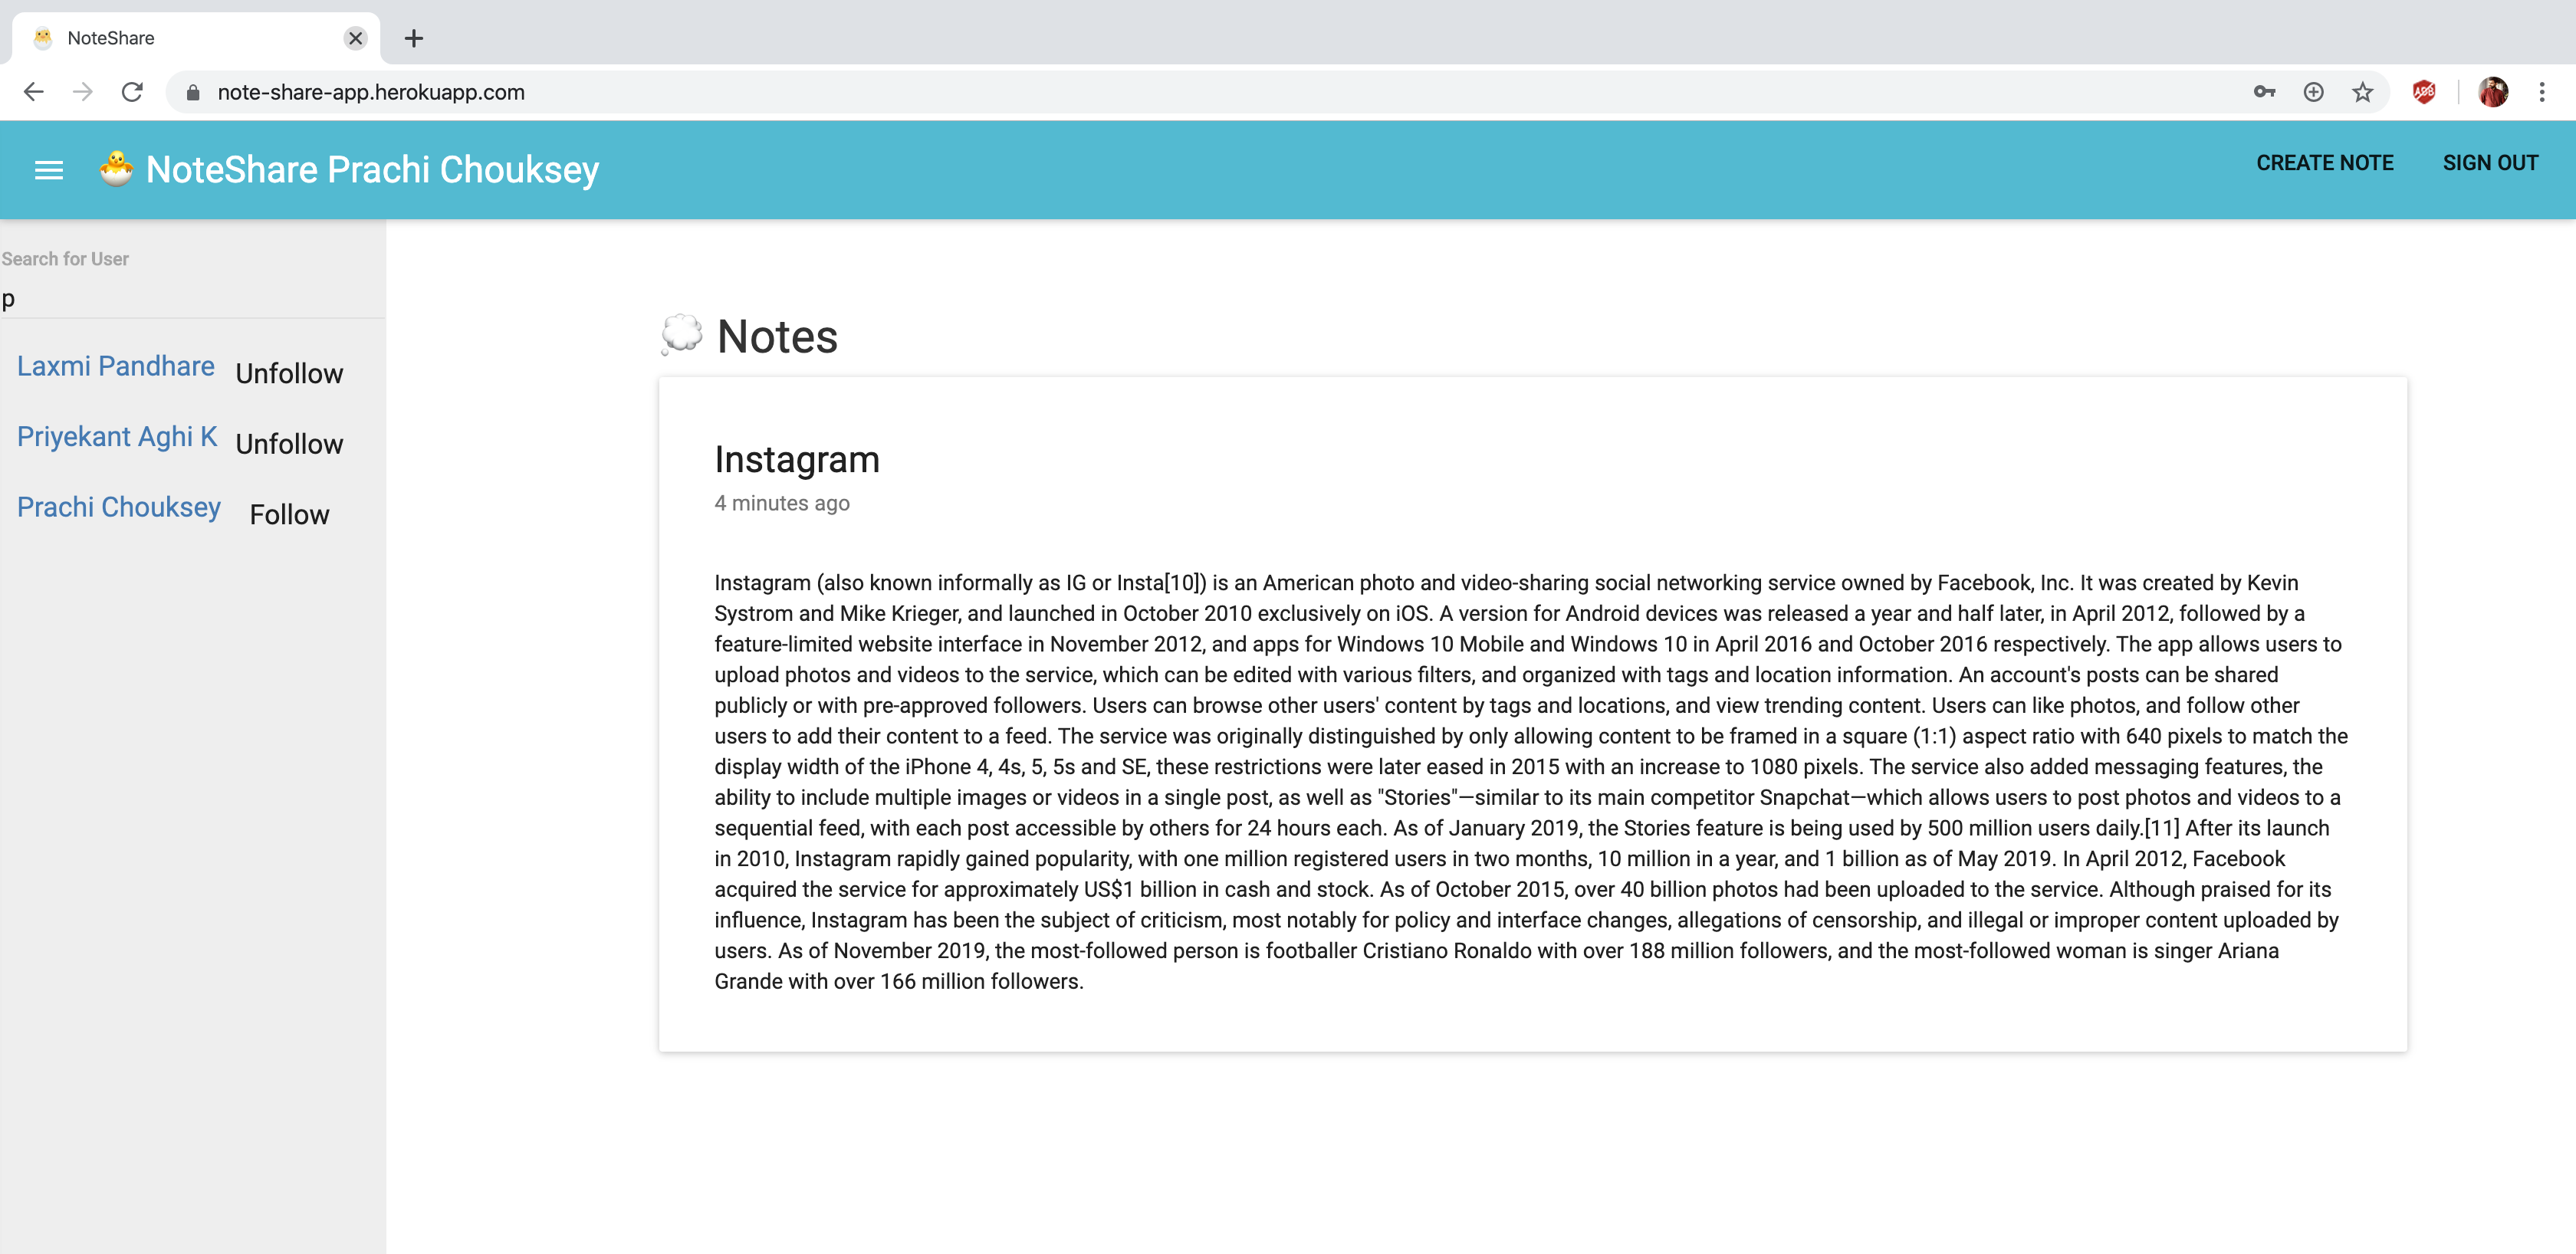 NoteShare
note-share-app.herokuapp.com
NoteShare Prachi Chouksey
CREATE NOTE
SIGN OUT
Search for User
p
Laxmi Pandhare Unfollow
Priyekant Aghi K Unfollow
Prachi Chouksey Follow
Notes
Instagram
4 minutes ago
Instagram (also known informally as IG or Insta[10]) is an American photo and video-sharing social networking service owned by Facebook, Inc. It was created by Kevin
Systrom and Mike Krieger, and launched in October 2010 exclusively on iOS. A version for Android devices was released a year and half later, in April 2012, followed by a
feature-limited website interface in November 2012, and apps for Windows 10 Mobile and Windows 10 in April 2016 and October 2016 respectively. The app allows users to
upload photos and videos to the service, which can be edited with various filters, and organized with tags and location information. An account's posts can be shared
publicly or with pre-approved followers. Users can browse other users' content by tags and locations, and view trending content. Users can like photos, and follow other
users to add their content to a feed. The service was originally distinguished by only allowing content to be framed in a square (1:1) aspect ratio with 640 pixels to match the
display width of the iPhone 4, 4s, 5, 5s and SE, these restrictions were later eased in 2015 with an increase to 1080 pixels. The service also added messaging features, the
ability to include multiple images or videos in a single post, as well as "Stories"—similar to its main competitor Snapchat—which allows users to post photos and videos to a
sequential feed, with each post accessible by others for 24 hours each. As of January 2019, the Stories feature is being used by 500 million users daily.[11] After its launch
in 2010, Instagram rapidly gained popularity, with one million registered users in two months, 10 million in a year, and 1 billion as of May 2019. In April 2012, Facebook
acquired the service for approximately US$1 billion in cash and stock. As of October 2015, over 40 billion photos had been uploaded to the service. Although praised for its
influence, Instagram has been the subject of criticism, most notably for policy and interface changes, allegations of censorship, and illegal or improper content uploaded by
users. As of November 2019, the most-followed person is footballer Cristiano Ronaldo with over 188 million followers, and the most-followed woman is singer Ariana
Grande with over 166 million followers.